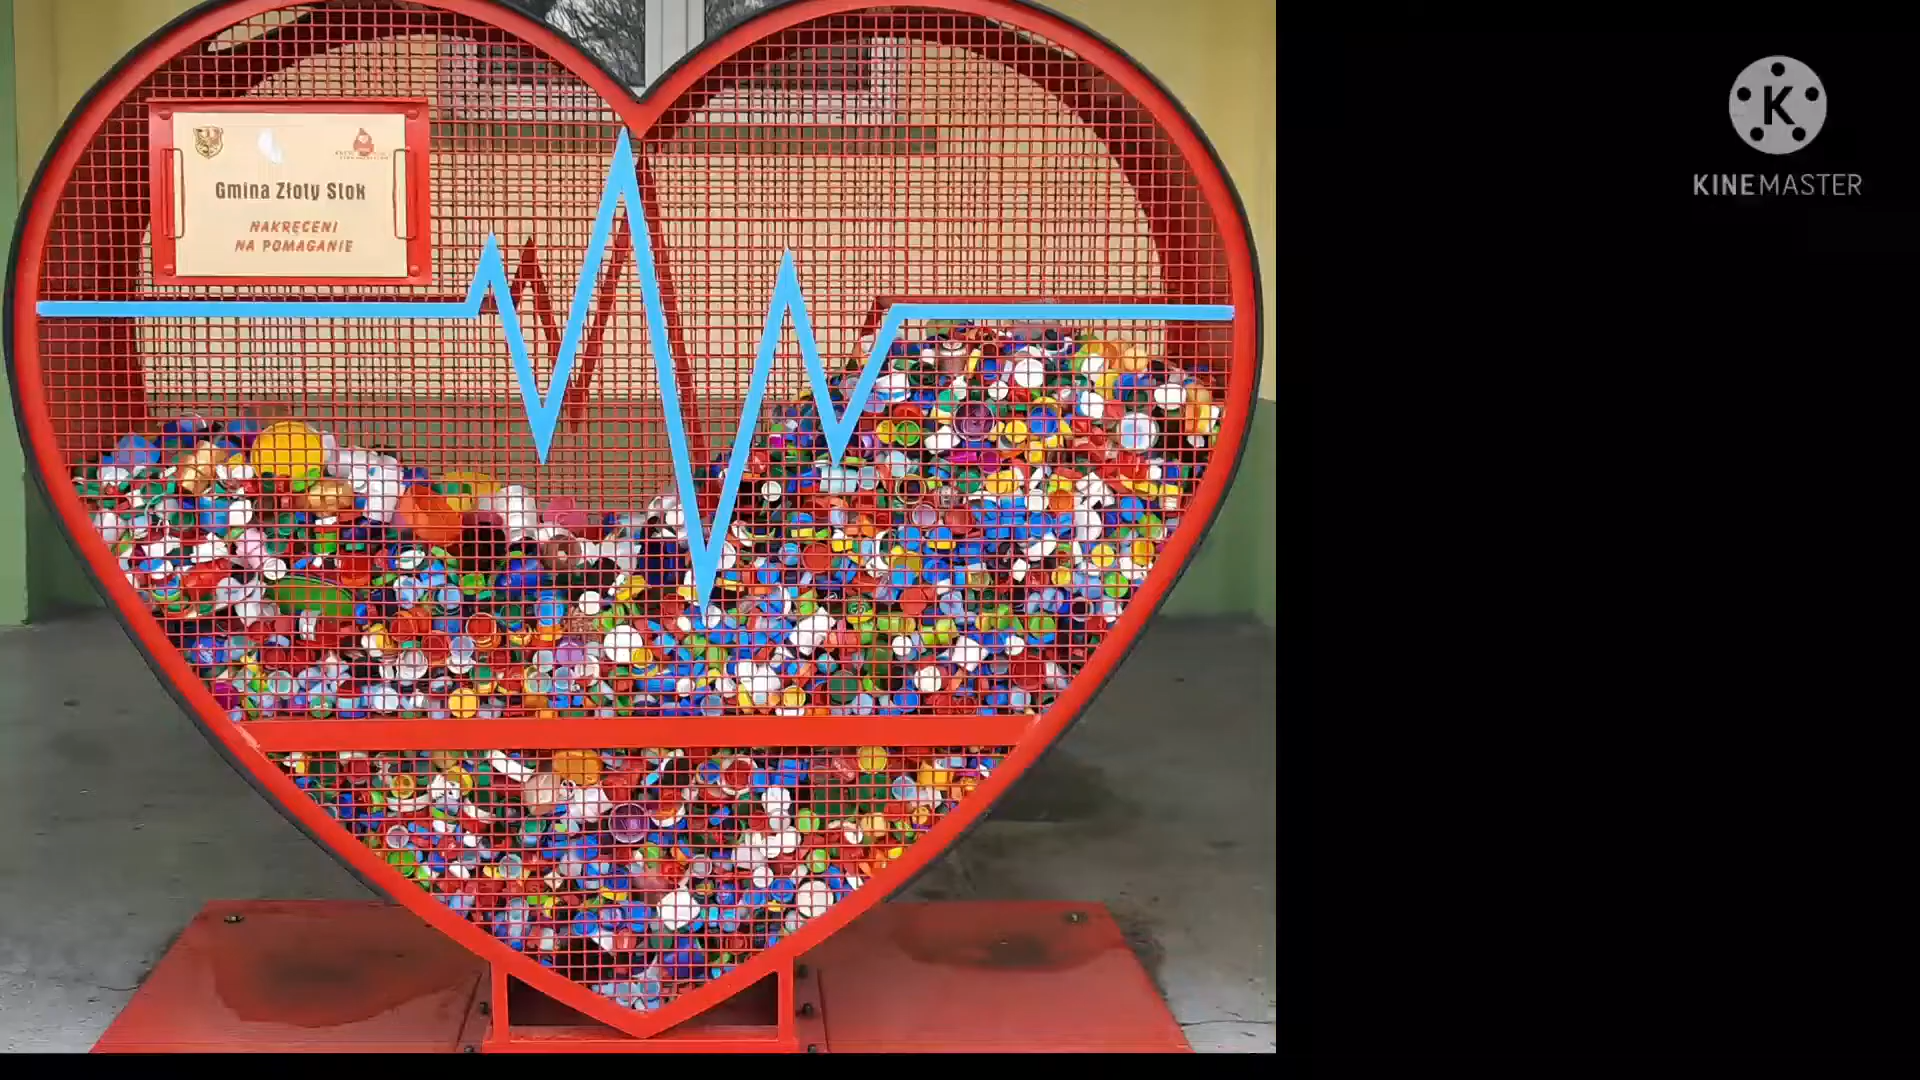 Gmina Złoty Stok
NAKRĘCENI
NA POMAGANIE
K
KINEMASTER